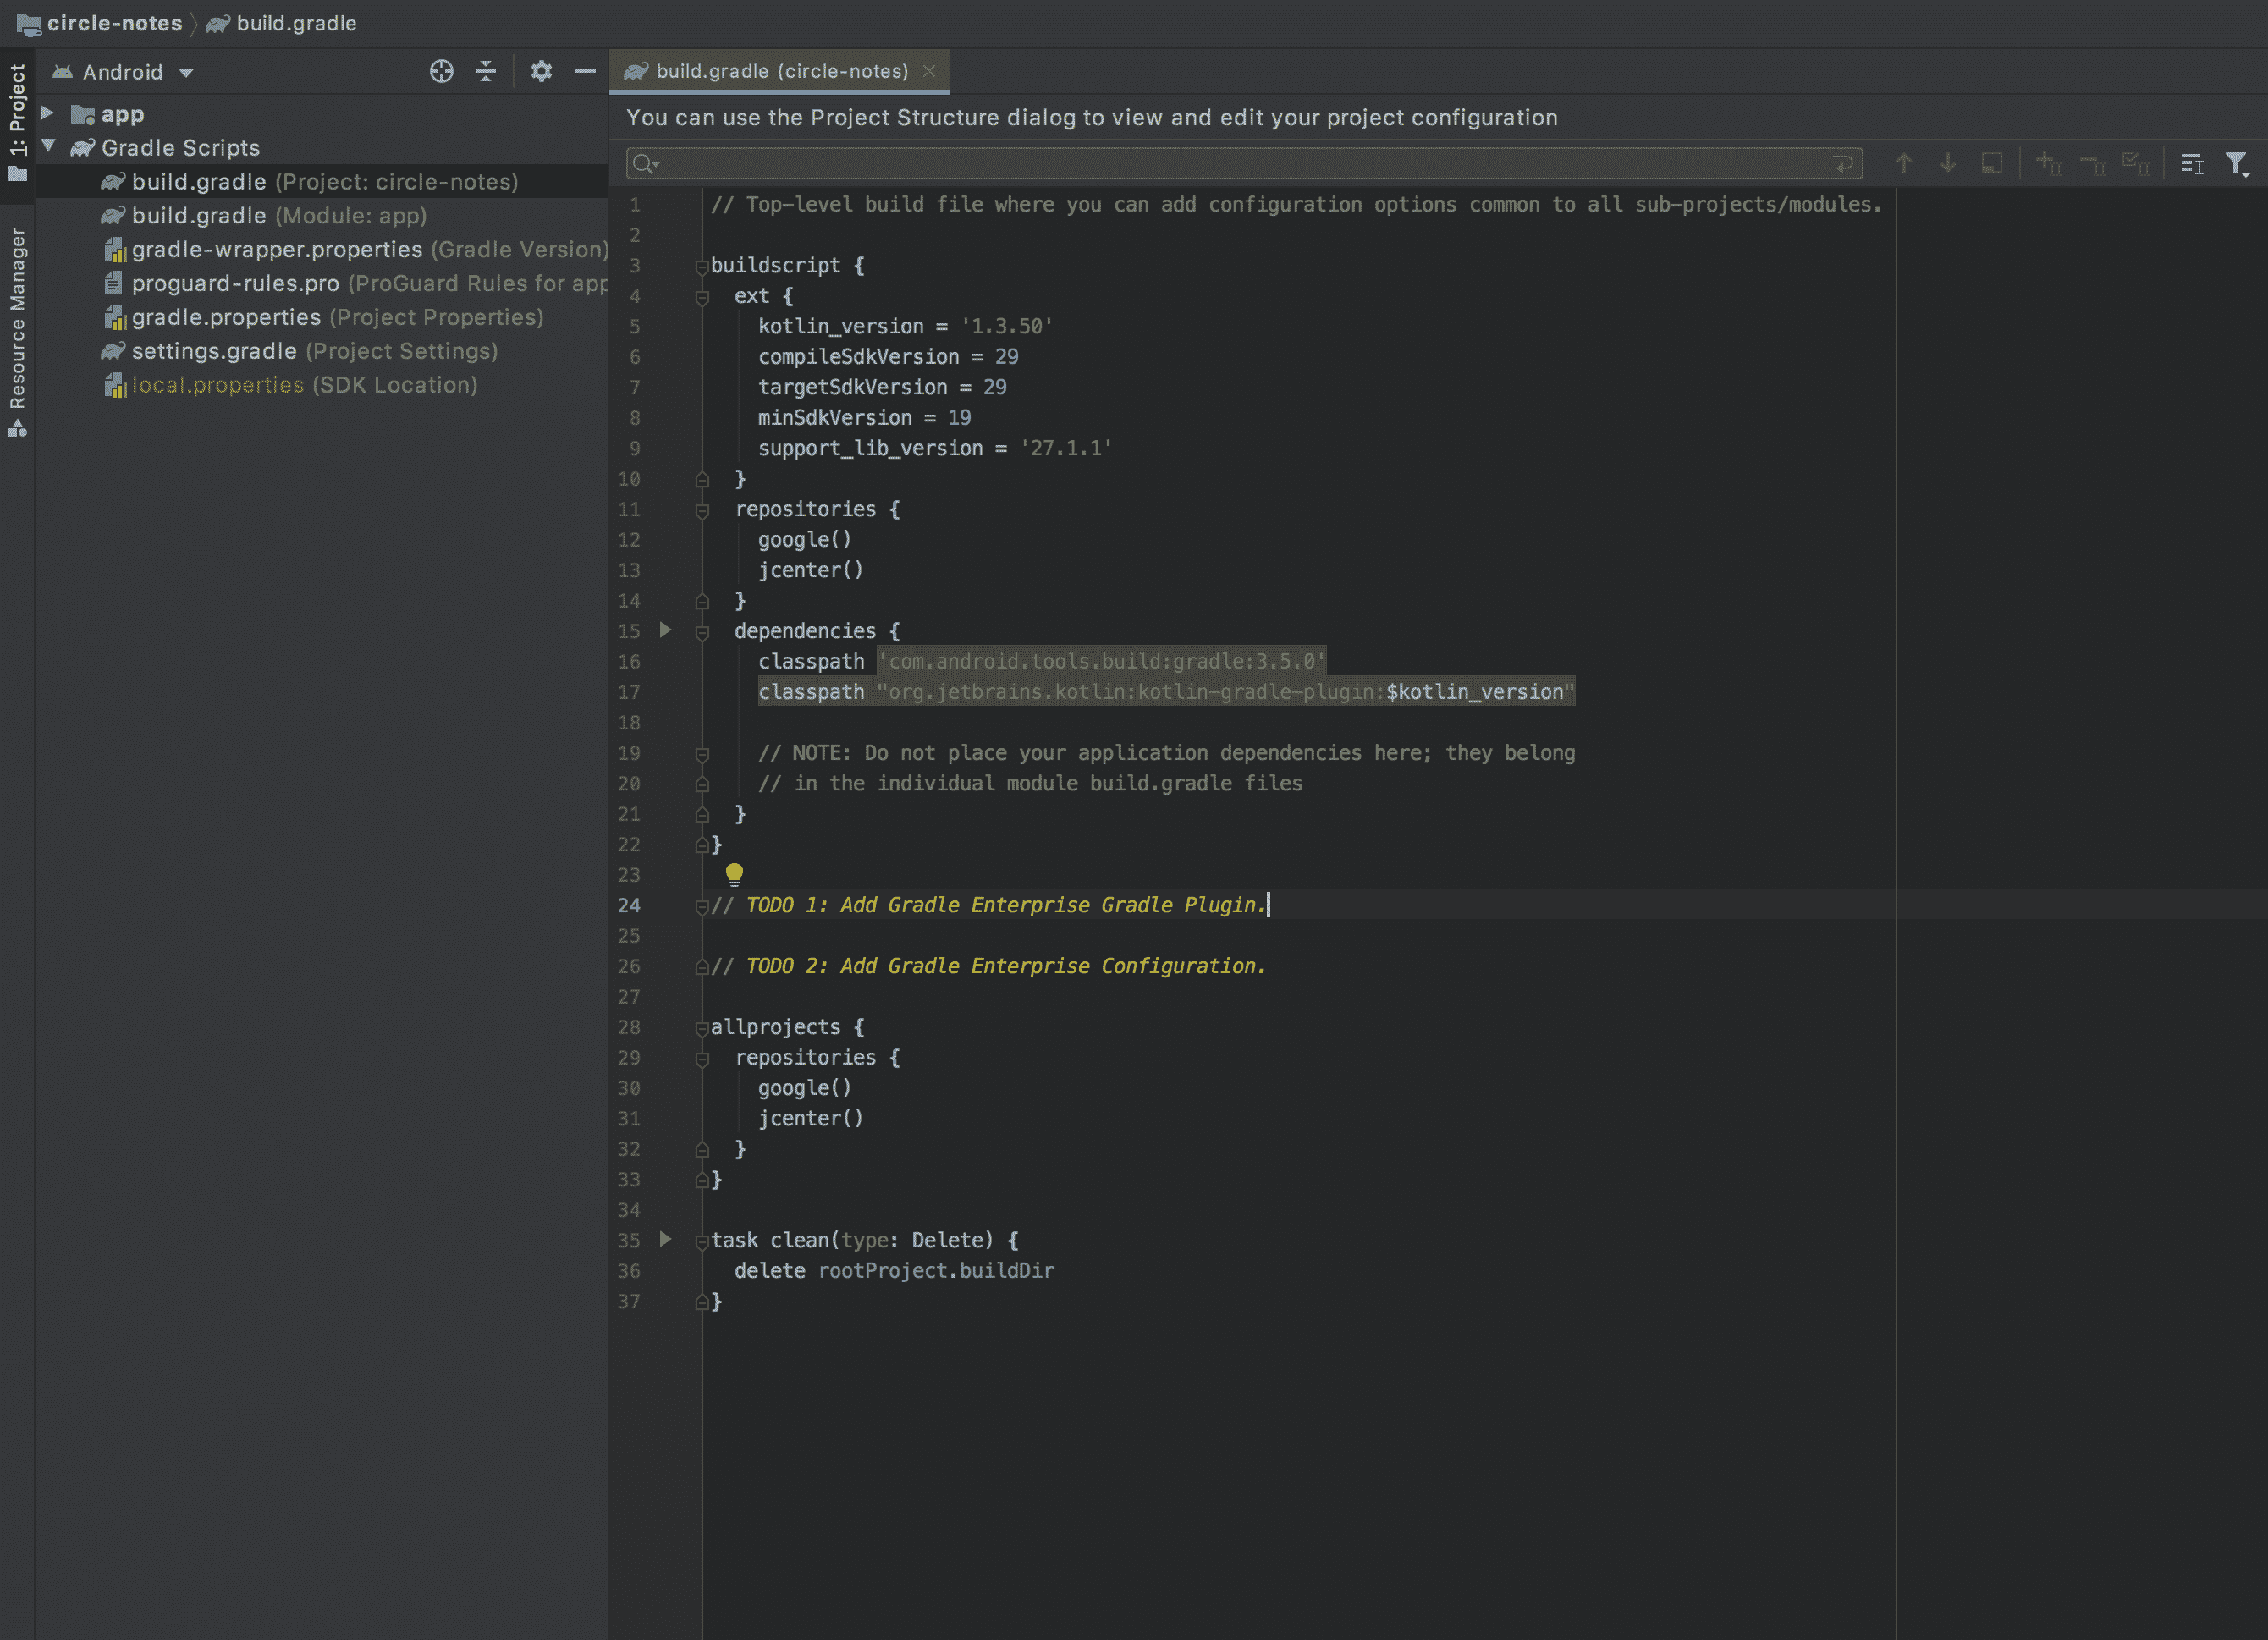 circle-notes build.gradle
1: Project
Resource Manager
Android
app
Gradle Scripts
build.gradle (Project: circle-notes)
build.gradle (Module: app)
gradle-wrapper.properties (Gradle Version)
proguard-rules.pro (ProGuard Rules for app
gradle.properties (Project Properties)
settings.gradle (Project Settings)
local.properties (SDK Location)
build.gradle (circle-notes)
You can use the Project Structure dialog to view and edit your project configuration
1 // Top-level build file where you can add configuration options common to all sub-projects/modules.
2
3 buildscript {
4 ext {
5 kotlin_version = '1.3.50'
6 compileSdkVersion = 29
7 targetSdkVersion = 29
8 minSdkVersion = 19
9 support_lib_version = '27.1.1'
10 }
11 repositories {
12 google()
13 jcenter()
14 }
15 dependencies {
16 classpath 'com.android.tools.build:gradle:3.5.0'
17 classpath "org.jetbrains.kotlin:kotlin-gradle-plugin:$kotlin_version"
18
19 // NOTE: Do not place your application dependencies here; they belong
20 // in the individual module build.gradle files
21 }
22 }
23
24 // TODO 1: Add Gradle Enterprise Gradle Plugin.
25
26 // TODO 2: Add Gradle Enterprise Configuration.
27
28 allprojects {
29 repositories {
30 google()
31 jcenter()
32 }
33 }
34
35 task clean(type: Delete) {
36 delete rootProject.buildDir
37 }